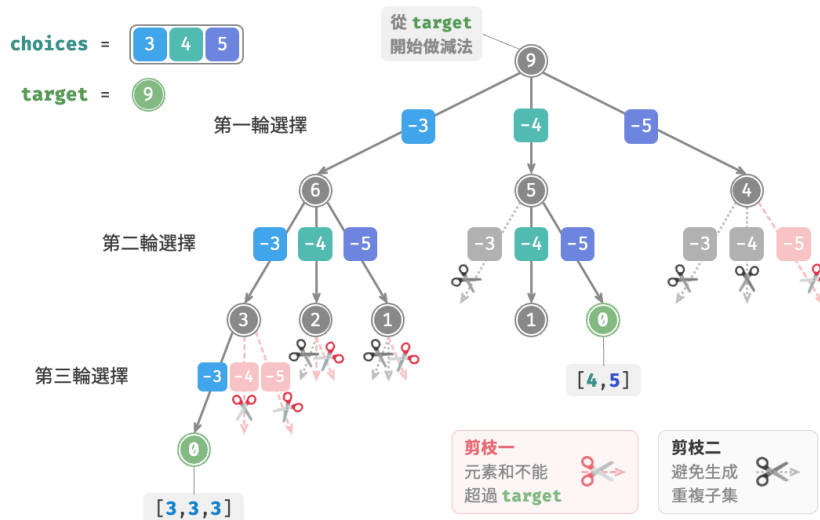 choices = 3 4 5
target = 9
從 target
開始做減法
9
第一輪選擇
-3 -4 -5
6 5 4
第二輪選擇
-3 -4 -5 -3 -4 -5 -3 -4 -5
3 2 1 1 0
第三輪選擇
-3 -4 -5
[4,5]
0
[3,3,3]
剪枝一
元素和不能
超過 target
剪枝二
避免生成
重複子集